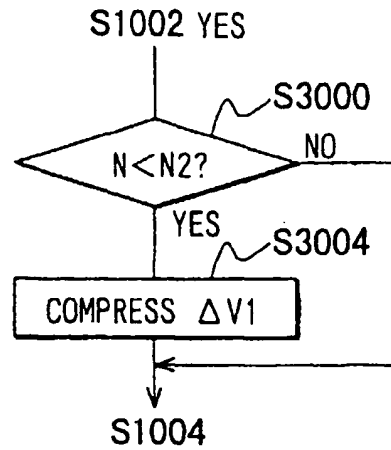 S1002 YES
S3000
N<N2?
NO
YES
S3004
COMPRESS ΔV1
S1004